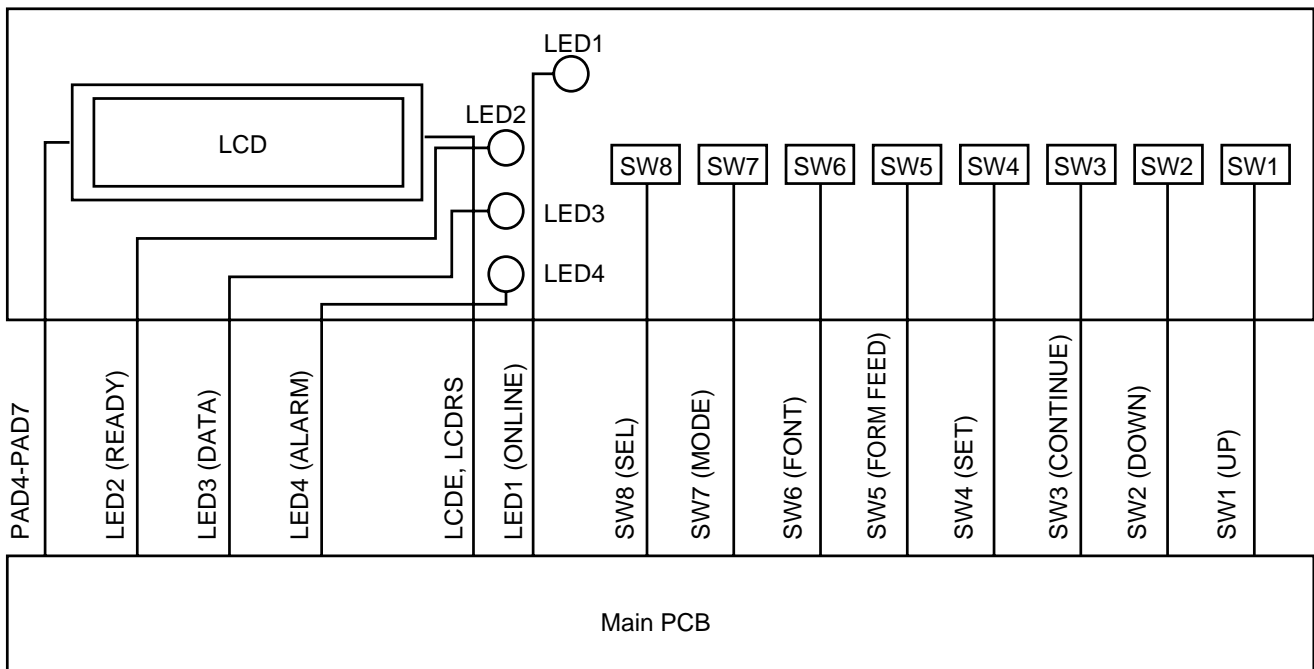 LED1
LED2
LCD
SW8
SW7
SW6
SW5
SW4
SW3
SW2
SW1
LED3
LED4
PAD4-PAD7
LED2 (READY)
LED3 (DATA)
LED4 (ALARM)
LCDE, LCDRS
LED1 (ONLINE)
SW8 (SEL)
SW7 (MODE)
SW6 (FONT)
SW5 (FORM FEED)
SW4 (SET)
SW3 (CONTINUE)
SW2 (DOWN)
SW1 (UP)
Main PCB